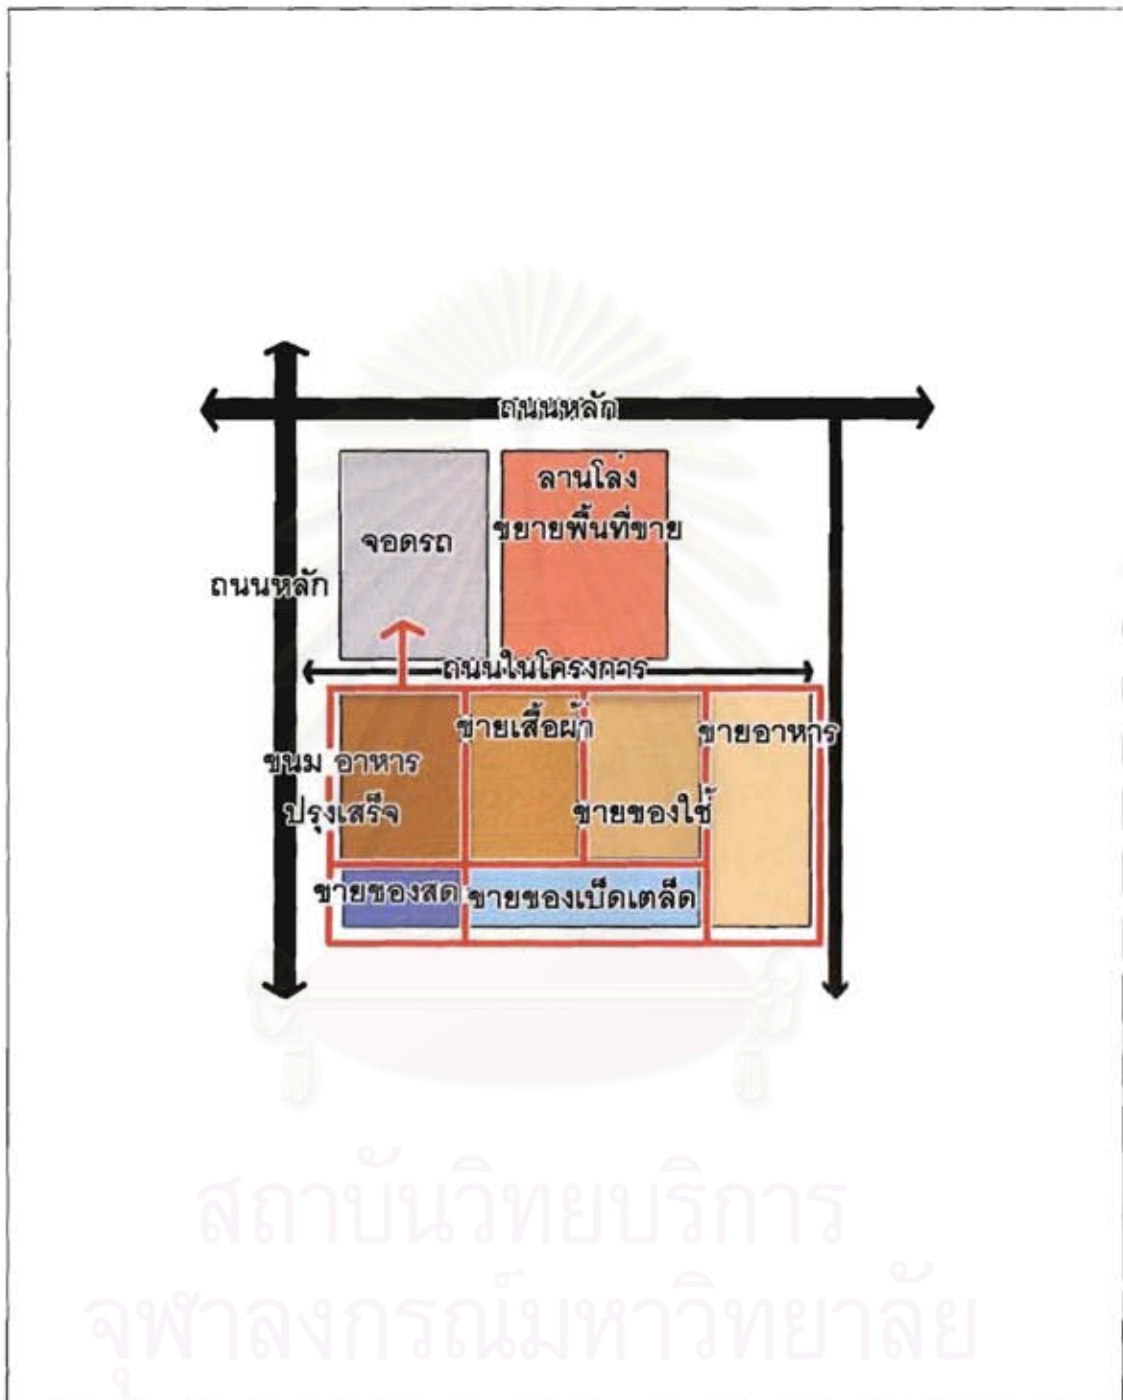 ถนนหลัก
ลานโล่ง
ขยายพื้นที่ขาย
จอดรถ
ถนนหลัก
ถนนในโครงการ
ขายเสื้อผ้า
ขายอาหาร
ขนม อาหาร
ปรุงเสร็จ
ขายของใช้
ขายของสด
ขายของเบ็ดเตล็ด
สถาบันวิทยบริการ
จุฬาลงกรณ์มหาวิทยาลัย